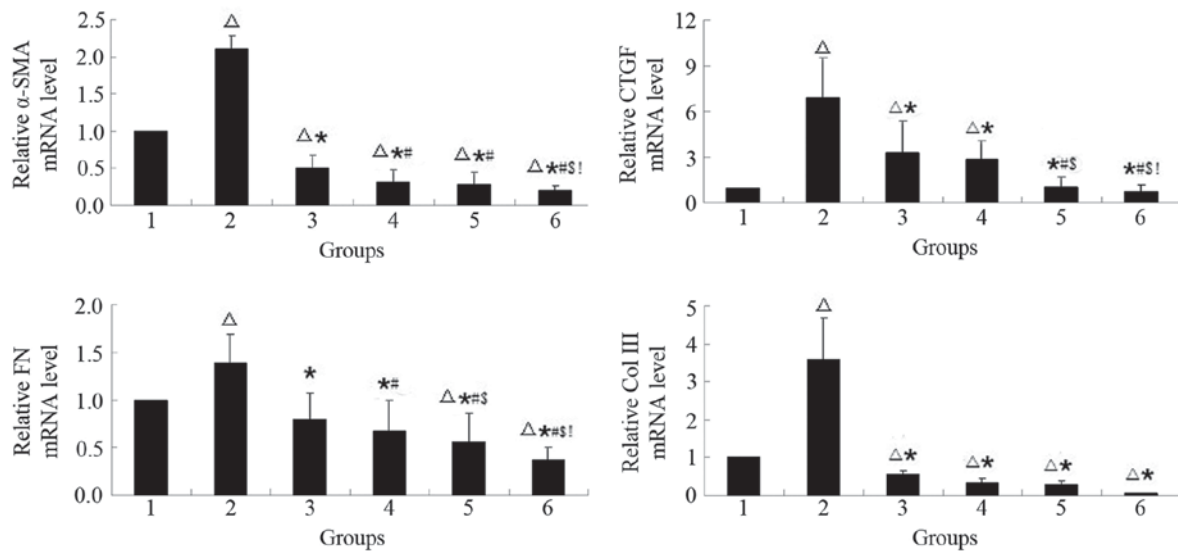 Relative α-SMA
mRNA level
2.5
2.0
1.5
1.0
0.5
0.0
△
△*
△*#
△*#
△*#$!
1 2 3 4 5 6
Groups
Relative CTGF
mRNA level
12
9
6
3
0
△
△*
△*
*#$
*#$!
1 2 3 4 5 6
Groups
Relative FN
mRNA level
2.0
1.5
1.0
0.5
0.0
△
*
*#
△*#$
△*#$!
1 2 3 4 5 6
Groups
Relative Col III
mRNA level
5
4
3
2
1
0
△
△*
△*
△*
△*
1 2 3 4 5 6
Groups